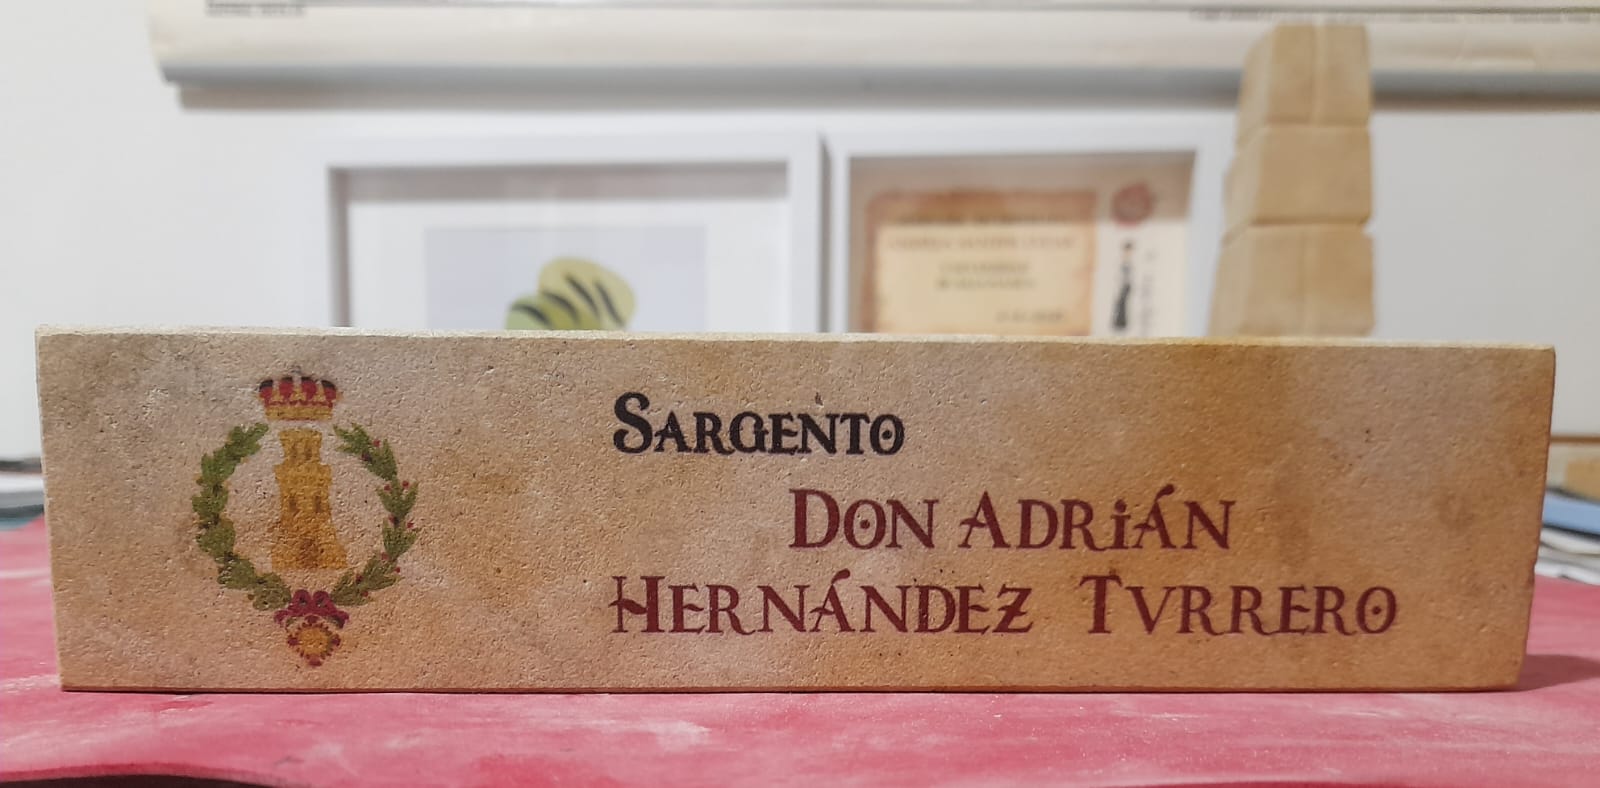 SARGENTO
DON ADRIÁN
HERNÁNDEZ TVRRERO